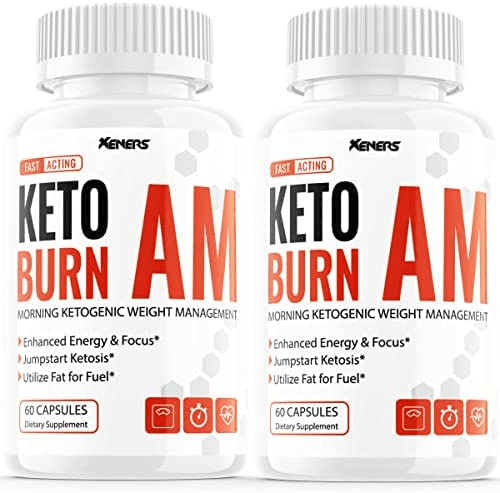 XENERS
FAST ACTING
KETO
BURN
AM
MORNING KETOGENIC WEIGHT MANAGEMENT
Enhanced Energy & Focus*
Jumpstart Ketosis*
Utilize Fat for Fuel*
60 CAPSULES
Dietary Supplement
XENERS
FAST ACTING
KETO
BURN
AM
MORNING KETOGENIC WEIGHT MANAGEMENT
Enhanced Energy & Focus*
Jumpstart Ketosis*
Utilize Fat for Fuel*
60 CAPSULES
Dietary Supplement